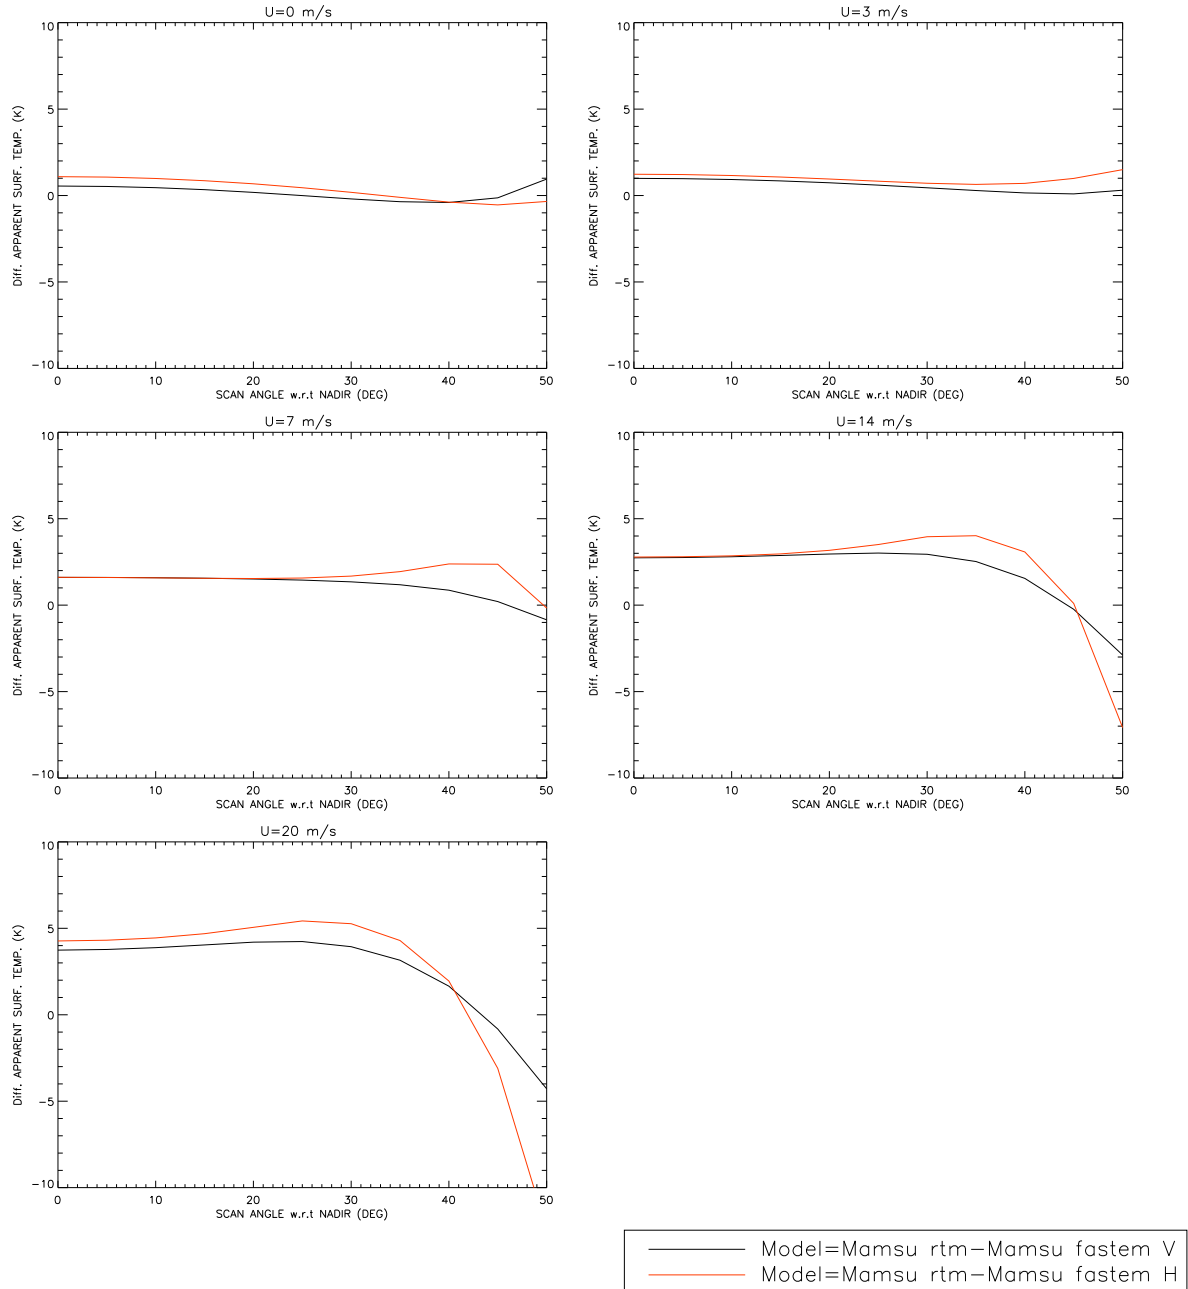 U=0 m/s
10
5
0
−5
−10
Diff. APPARENT SURF. TEMP. (K)
0 10 20 30 40 50
SCAN ANGLE w.r.t NADIR (DEG)
U=3 m/s
10
5
0
−5
−10
Diff. APPARENT SURF. TEMP. (K)
0 10 20 30 40 50
SCAN ANGLE w.r.t NADIR (DEG)
U=7 m/s
10
5
0
−5
−10
Diff. APPARENT SURF. TEMP. (K)
0 10 20 30 40 50
SCAN ANGLE w.r.t NADIR (DEG)
U=14 m/s
10
5
0
−5
−10
Diff. APPARENT SURF. TEMP. (K)
0 10 20 30 40 50
SCAN ANGLE w.r.t NADIR (DEG)
U=20 m/s
10
5
0
−5
−10
Diff. APPARENT SURF. TEMP. (K)
0 10 20 30 40 50
SCAN ANGLE w.r.t NADIR (DEG)
Model=Mamsu rtm−Mamsu fastem V
Model=Mamsu rtm−Mamsu fastem H